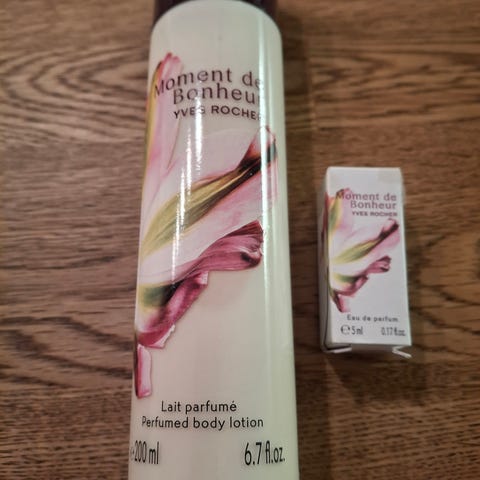 Moment de
Bonheur
YVES ROCHER
Lait parfumé
Perfumed body lotion
200 ml 6.7 fl.oz.
Moment de
Bonheur
YVES ROCHER
Eau de parfum
℮ 5 ml 0.17 fl.oz.